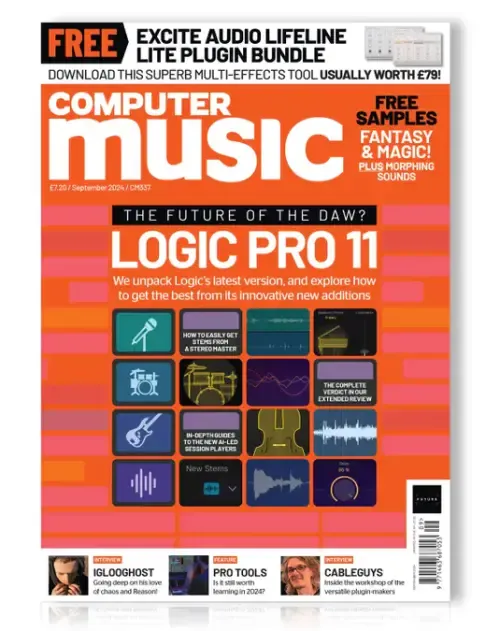 FREE
EXCITE AUDIO LIFELINE
LITE PLUGIN BUNDLE
DOWNLOAD THIS SUPERB MULTI-EFFECTS TOOL USUALLY WORTH £79!
COMPUTER
music
FREE
SAMPLES
FANTASY
& MAGIC!
PLUS MORPHING
SOUNDS
£7.20 / September 2024 / CM337
THE FUTURE OF THE DAW?
LOGIC PRO 11
We unpack Logic's latest version, and explore how
to get the best from its innovative new additions
HOW TO EASILY GET
STEMS FROM
A STEREO MASTER
THE COMPLETE
VERDICT IN OUR
EXTENDED REVIEW
IN-DEPTH GUIDES
TO THE NEW AI-LED
SESSION PLAYERS
New Stems
FUTURE
INTERVIEW
IGLOOGHOST
Going deep on his love
of chaos and Reason!
FEATURE
PRO TOOLS
Is it still worth
learning in 2024?
INTERVIEW
CABLEGUYS
Inside the workshop of the
versatile plugin-makers